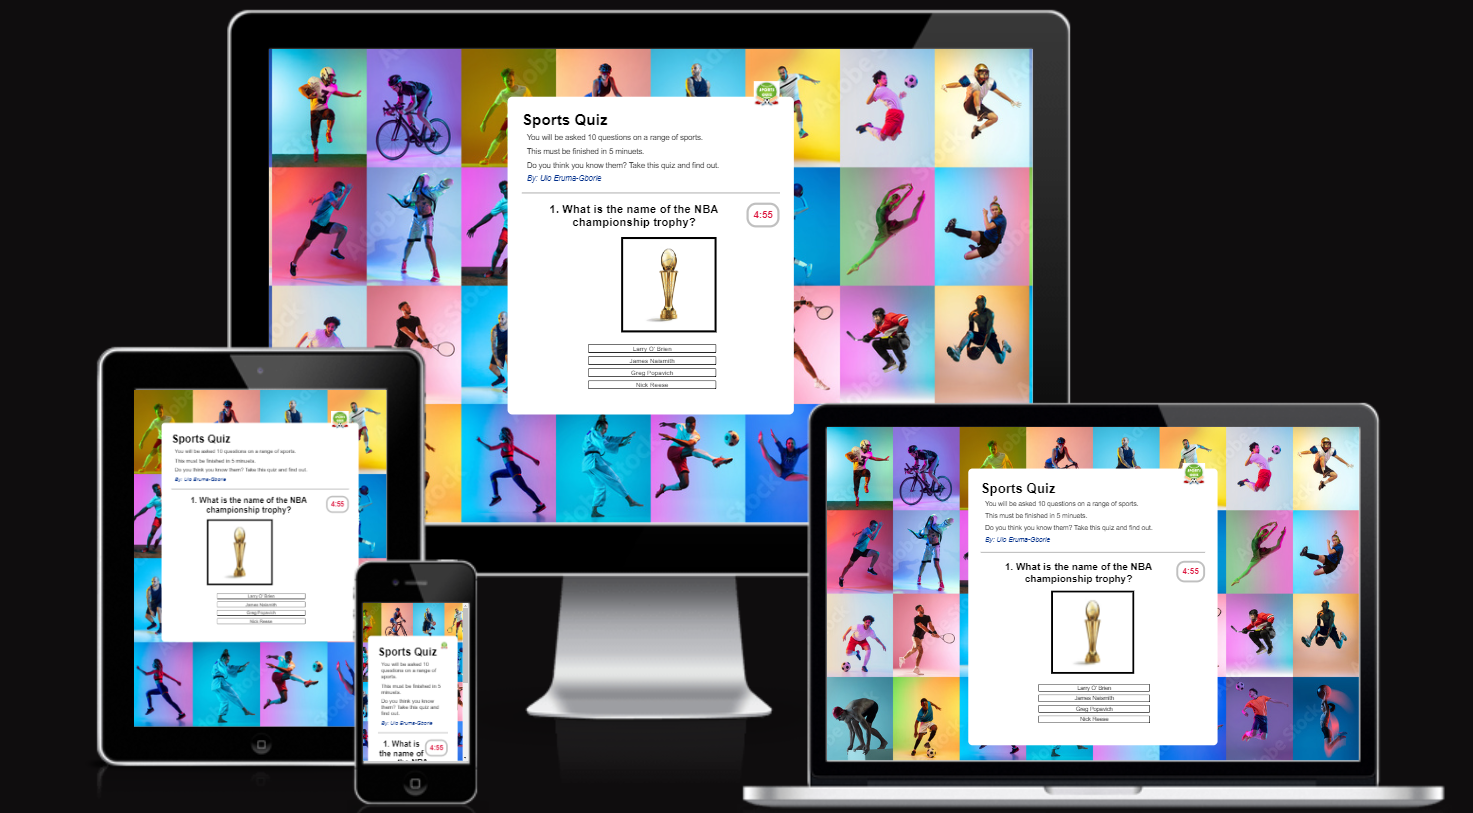 Sports Quiz
You will be asked 10 questions on a range of sports.
This must be finished in 5 minuets.
Do you think you know them? Take this quiz and find out.
By: Ulo Eruma-Gborie
1. What is the name of the NBA
championship trophy?
4:55
Larry O' Brien
James Naismith
Greg Popavich
Nick Reese
Sports Quiz
You will be asked 10 questions on a range of sports.
This must be finished in 5 minuets.
Do you think you know them? Take this quiz and find out.
By: Ulo Eruma-Gborie
1. What is the name of the NBA
championship trophy?
4:55
Larry O' Brien
James Naismith
Greg Popavich
Nick Reese
Sports Quiz
You will be asked 10
questions on a range of
sports.
This must be finished in 5
minuets.
Do you think you know
them? Take this quiz and
find out.
By: Ulo Eruma-Gborie
1. What is
the name of
the NBA
4:55
Sports Quiz
You will be asked 10 questions on a range of sports.
This must be finished in 5 minuets.
Do you think you know them? Take this quiz and find out.
By: Ulo Eruma-Gborie
1. What is the name of the NBA
championship trophy?
4:55
Larry O' Brien
James Naismith
Greg Popavich
Nick Reese